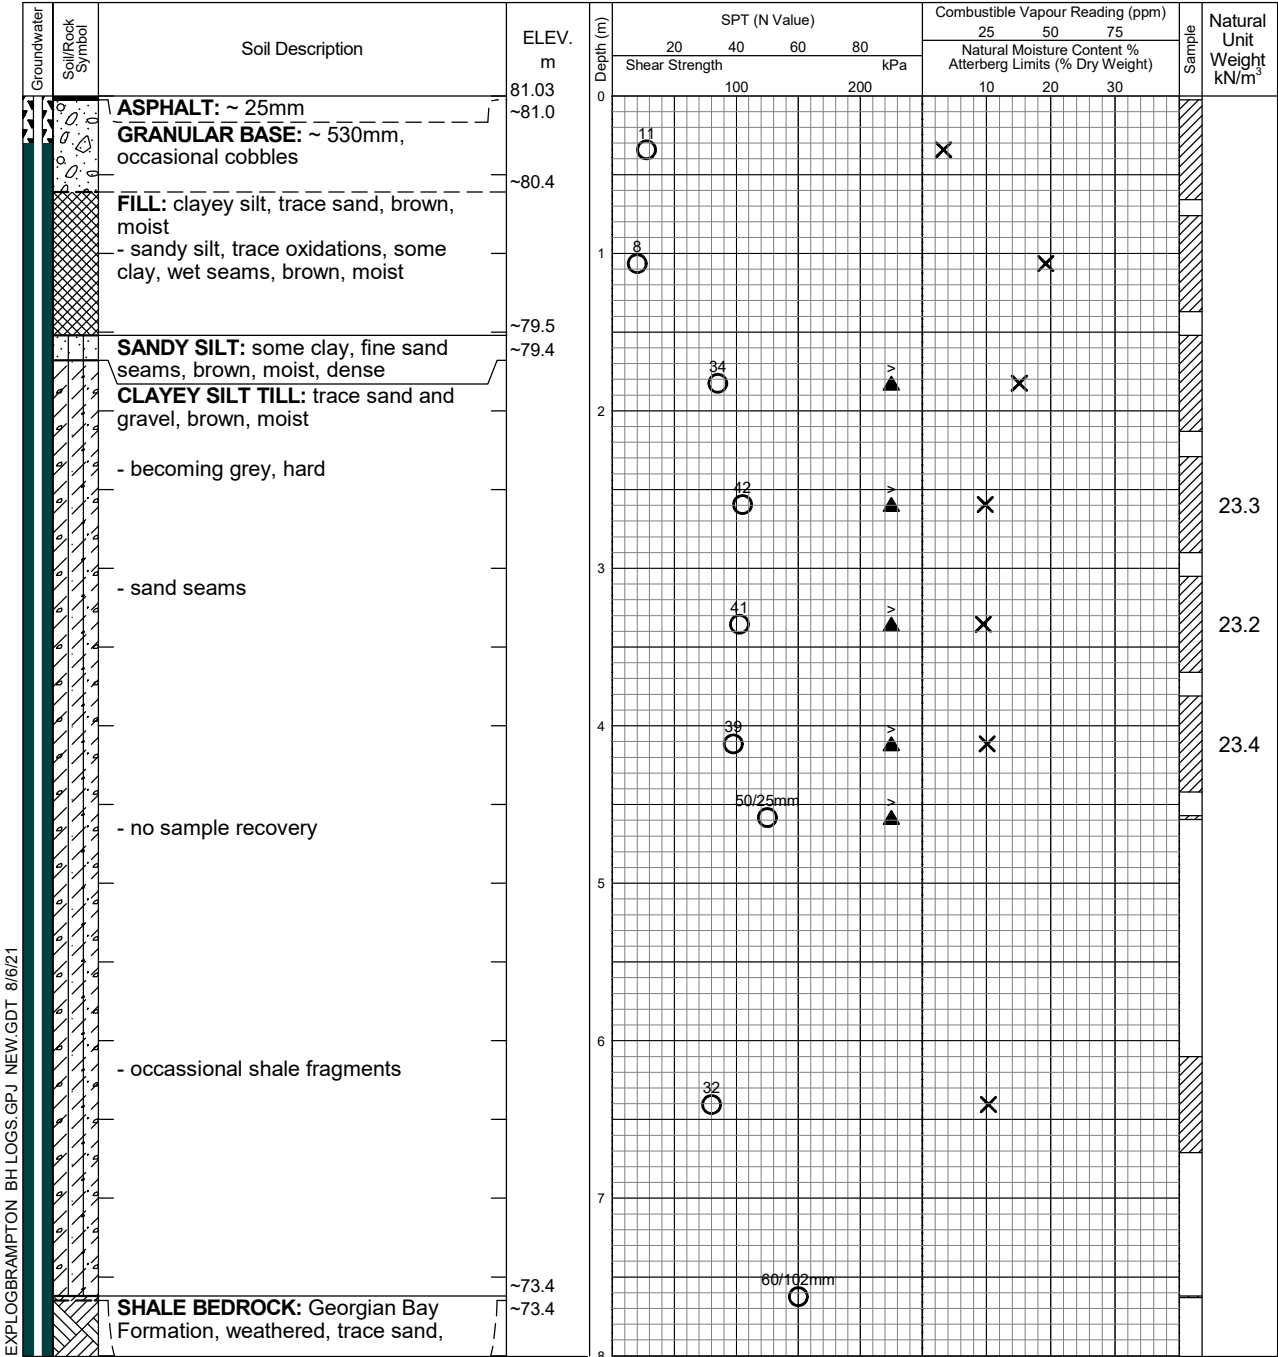 Groundwater
Soil/Rock
Symbol
Soil Description
ELEV.
m
81.03
Depth (m)
SPT (N Value)
20 40 60 80
Shear Strength kPa
100 200
Combustible Vapour Reading (ppm)
25 50 75
Natural Moisture Content %
Atterberg Limits (% Dry Weight)
10 20 30
Sample
Natural
Unit
Weight
kN/m³
0
ASPHALT: ~ 25mm
~81.0
GRANULAR BASE: ~ 530mm,
occasional cobbles
11
~80.4
FILL: clayey silt, trace sand, brown,
moist
- sandy silt, trace oxidations, some
clay, wet seams, brown, moist
1
8
~79.5
SANDY SILT: some clay, fine sand
seams, brown, moist, dense
~79.4
34
>
CLAYEY SILT TILL: trace sand and
gravel, brown, moist
2
- becoming grey, hard
42
>
23.3
3
- sand seams
41
>
23.2
4
39
>
23.4
50/25mm
>
- no sample recovery
5
6
- occassional shale fragments
32
7
~73.4
60/102mm
SHALE BEDROCK: Georgian Bay
Formation, weathered, trace sand,
~73.4
8
EXPLOGBRAMPTON BH LOGS.GPJ NEW.GDT 8/6/21